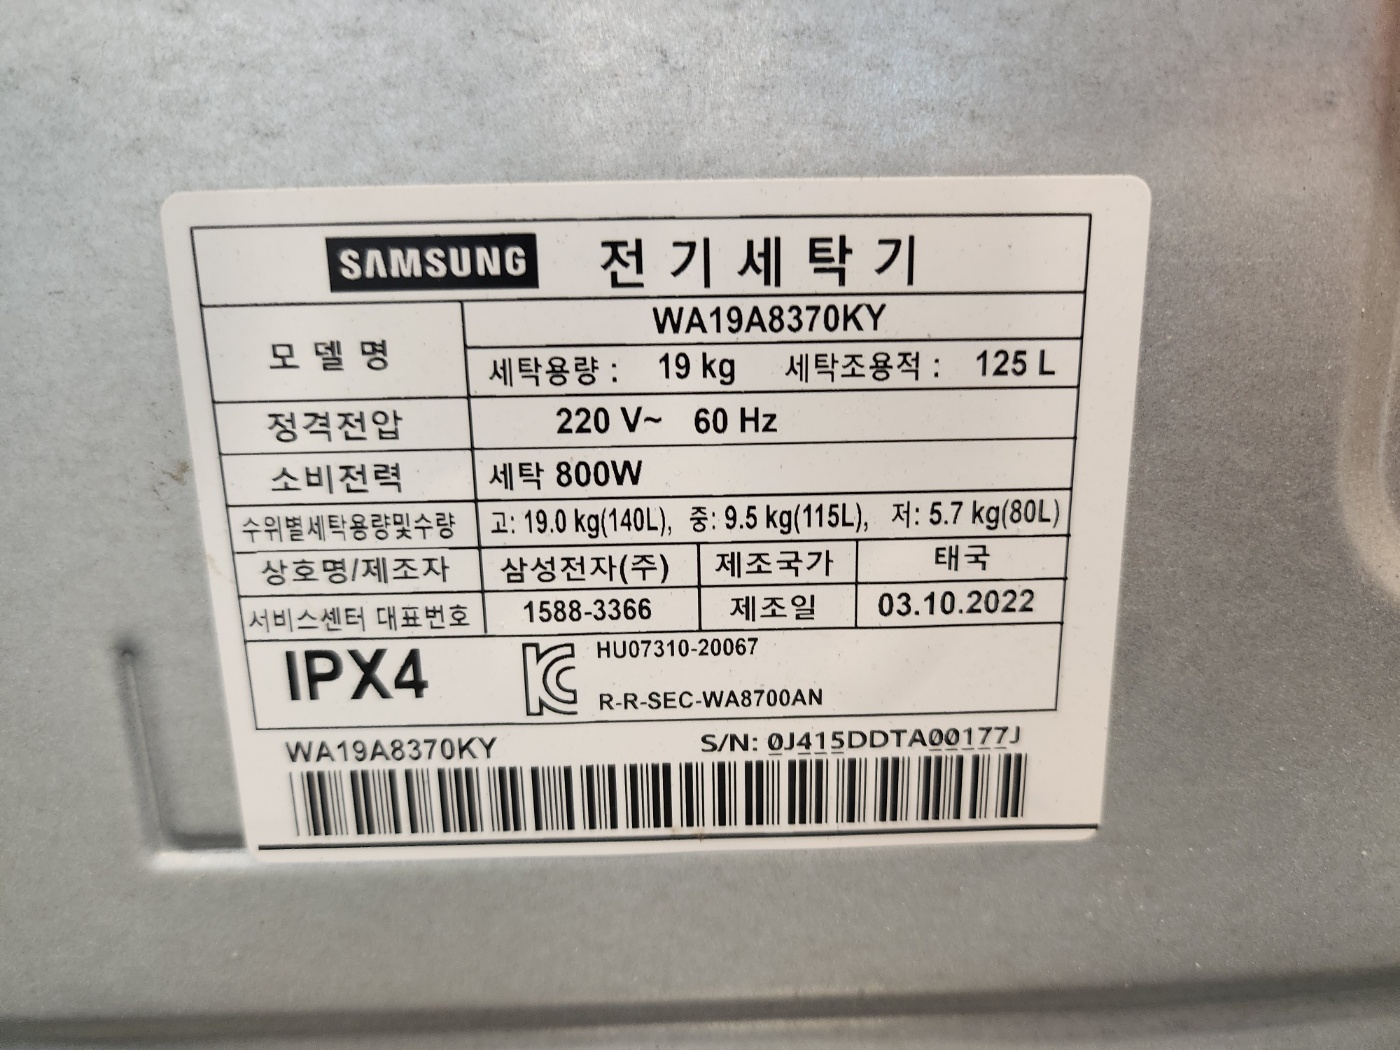 SAMSUNG 전기세탁기
모델명 WA19A8370KY
세탁용량 : 19 kg 세탁조용적 : 125 L
정격전압 220 V~ 60 Hz
소비전력 세탁 800W
수위별세탁용량및수량 고: 19.0 kg(140L), 중: 9.5 kg(115L), 저: 5.7 kg(80L)
상호명/제조자 삼성전자(주) 제조국가 태국
서비스센터 대표번호 1588-3366 제조일 03.10.2022
IPX4 HU07310-20067
R-R-SEC-WA8700AN
WA19A8370KY S/N: 0J415DDTA00177J